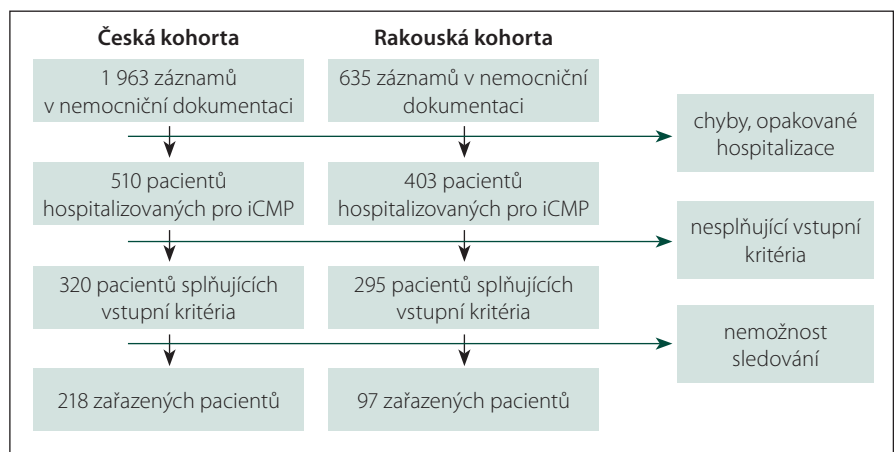 Česká kohorta
Rakouská kohorta
1 963 záznamů
v nemocniční dokumentaci
635 záznamů v nemocniční
dokumentaci
chyby, opakované
hospitalizace
510 pacientů
hospitalizovaných pro iCMP
403 pacientů
hospitalizovaných pro iCMP
nesplňující vstupní
kritéria
320 pacientů splňujících
vstupní kritéria
295 pacientů splňujících
vstupní kritéria
nemožnost
sledování
218 zařazených pacientů
97 zařazených pacientů